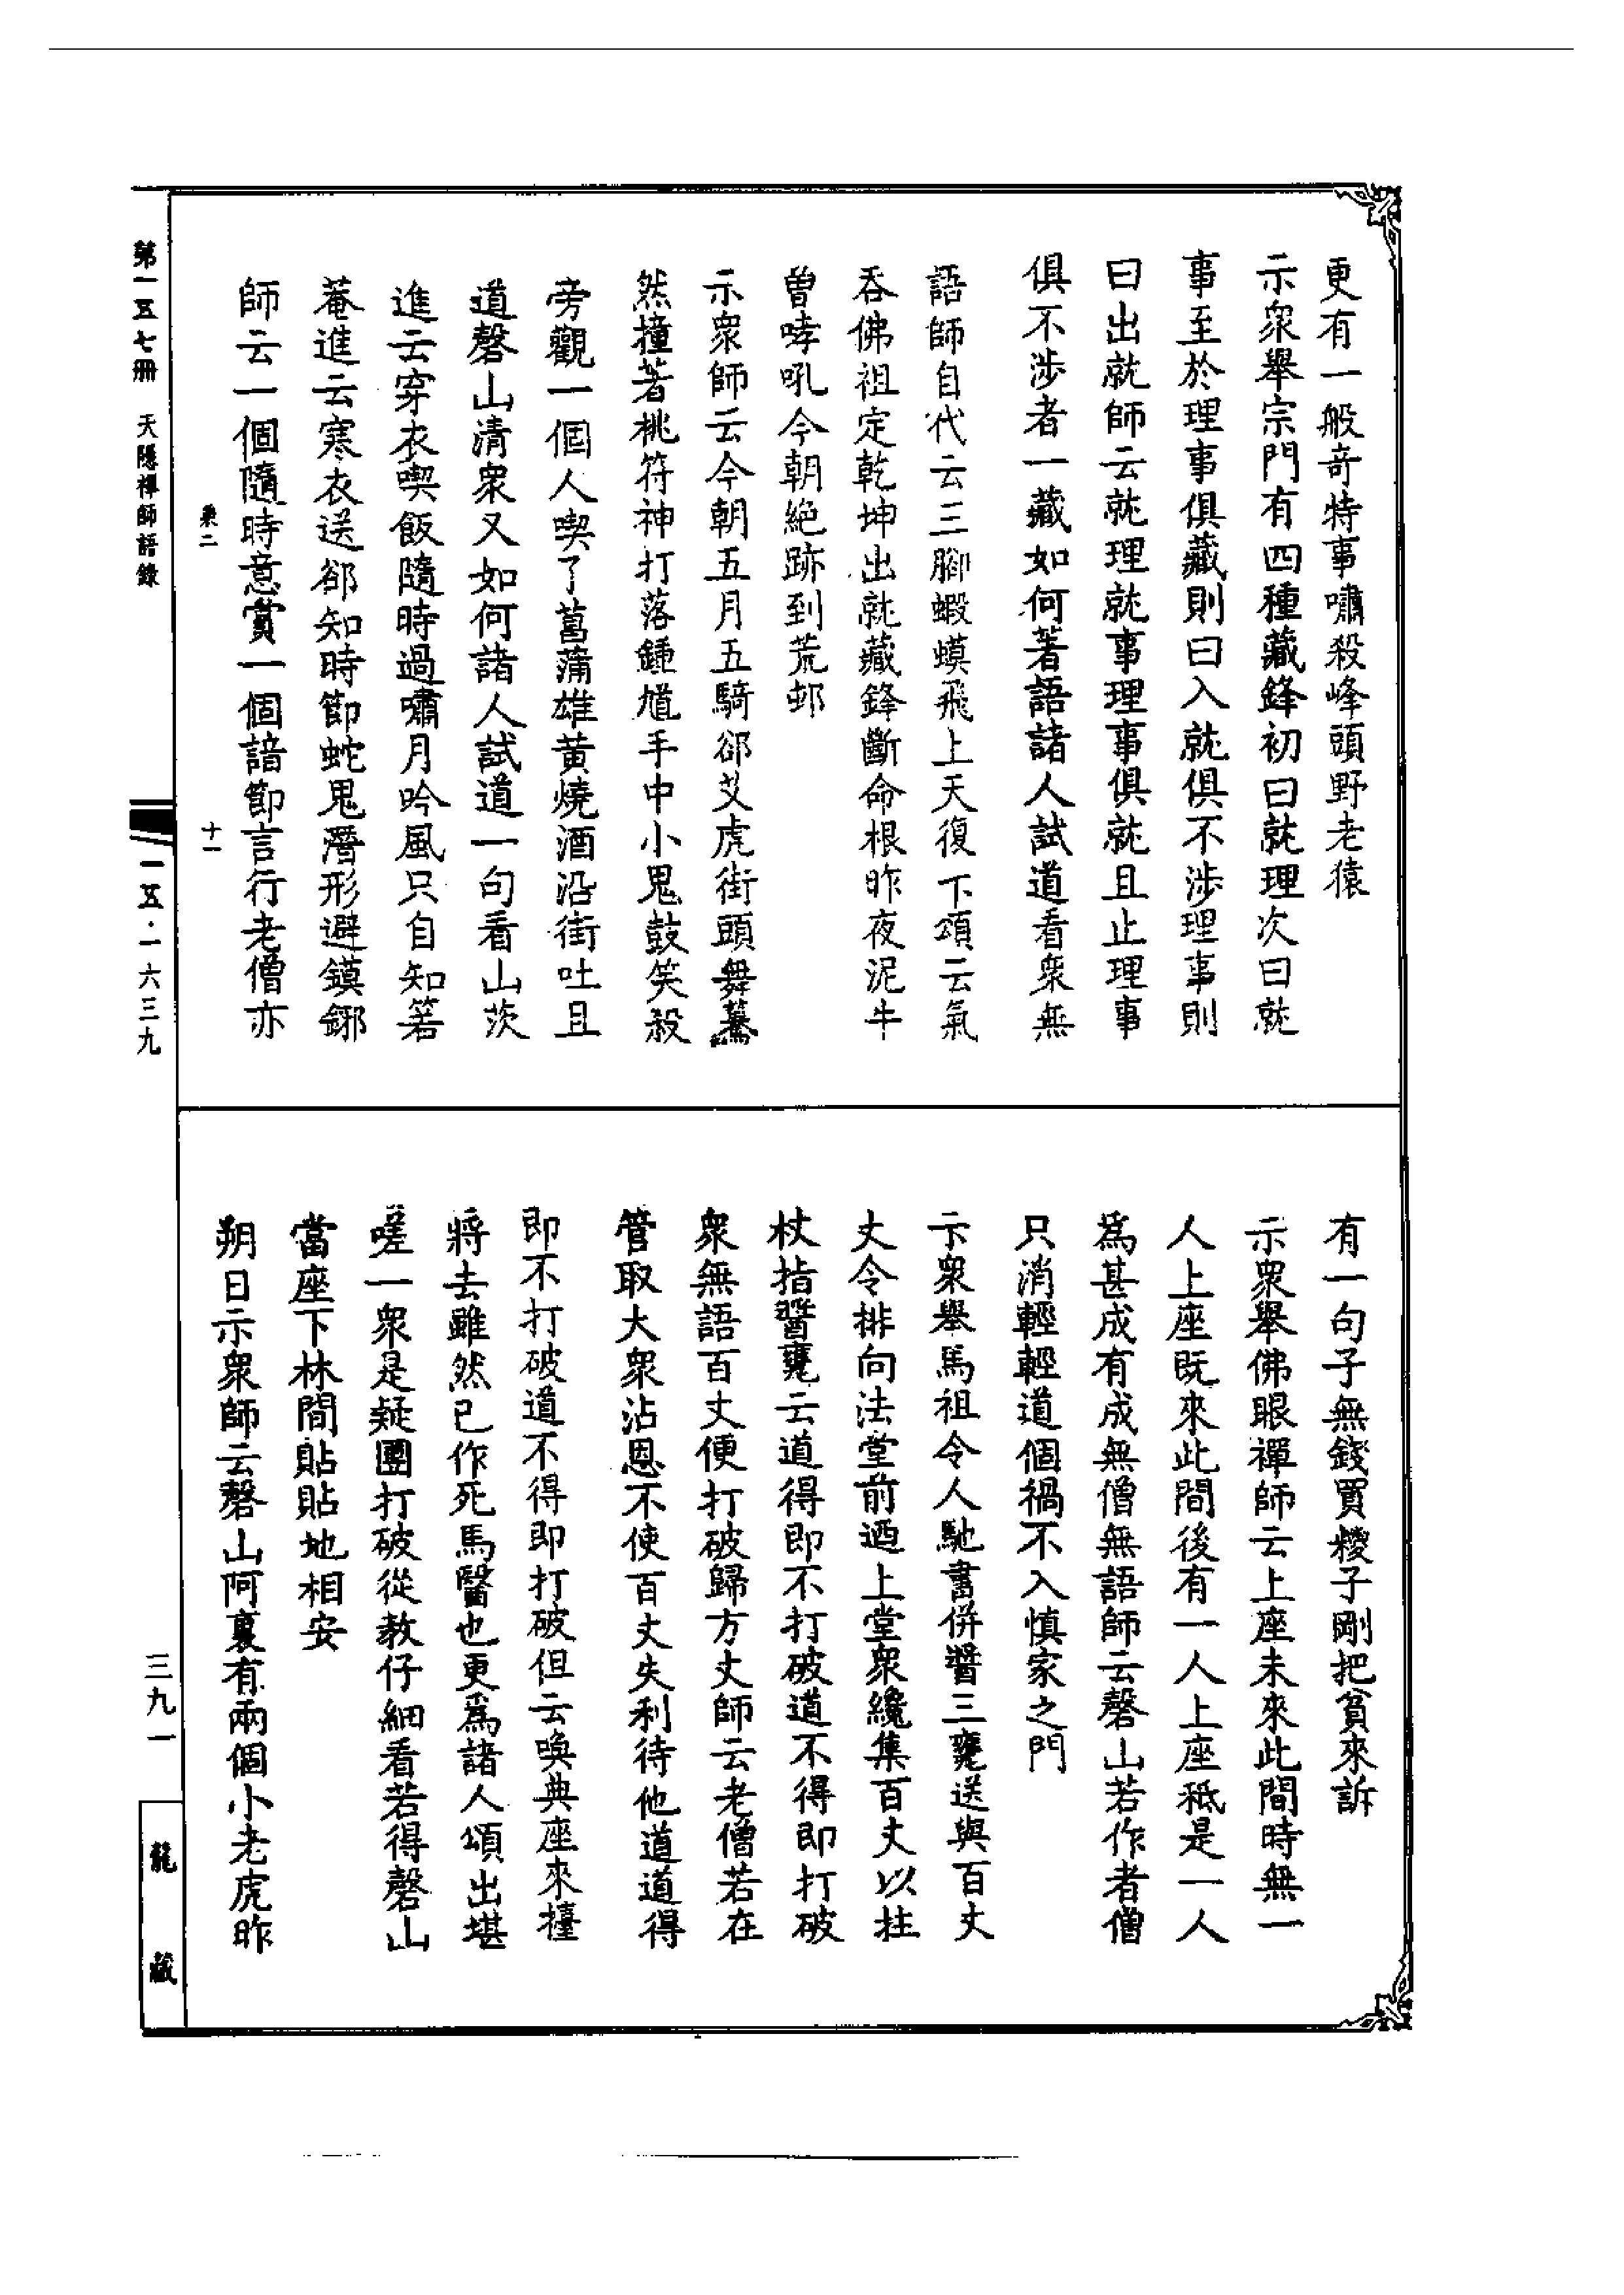 更有一般奇特事嘯殺峰頭野老猿
示衆舉宗門有四種藏鋒初曰就理次曰就
事至於理事俱藏則曰入就俱不涉理事則
曰出就師云就理就事理事俱就且止理事
俱不涉者一藏如何著語諸人試道看衆無
語師自代云三腳蝦蟆飛上天復下頌云氣
吞佛祖定乾坤出就藏鋒斷命根昨夜泥牛
曾哮吼今朝絕跡到荒邨
示衆師云今朝五月五騎郤艾虎街頭舞驀
然撞著桃符神打落鍾馗手中小鬼鼓笑殺
旁觀一個人喫了菖蒲雄黃燒酒沿街吐且
道磬山清衆又如何諸人試道一句看山茨
進云穿衣喫飯隨時過嘯月吟風只自知箬
菴進云寒衣送郤知時節蛇鬼潛形避鏌鋣
師云一個隨時意賞一個諳節言行老僧亦
有一句子無錢買糉子剛把貧來訴
示衆舉佛眼禪師云上座未來此間時無一
人上座既來此間後有一人上座秪是一人
爲甚成有成無僧無語師云磬山若作者僧
只消輕輕道個禍不入慎家之門
示衆舉馬祖令人馳書併醬三甕送與百丈
丈令排向法堂前迺上堂衆纔集百丈以拄
杖指醬甕云道得即不打破道不得即打破
衆無語百丈便打破歸方丈師云老僧若在
管取大衆沾恩不使百丈失利待他道道得
即不打破道不得即打破但云喚典座來擡
將去雖然已作死馬醫也更爲諸人頌出堪
嗟一衆是疑團打破從教仔細看若得磬山
當座下林間貼貼地相安
朔日示衆師云磬山阿裏有兩個小老虎昨
第一五七冊 天隱禪師語錄
二
十一
一五·一六三九
三九一
龍藏